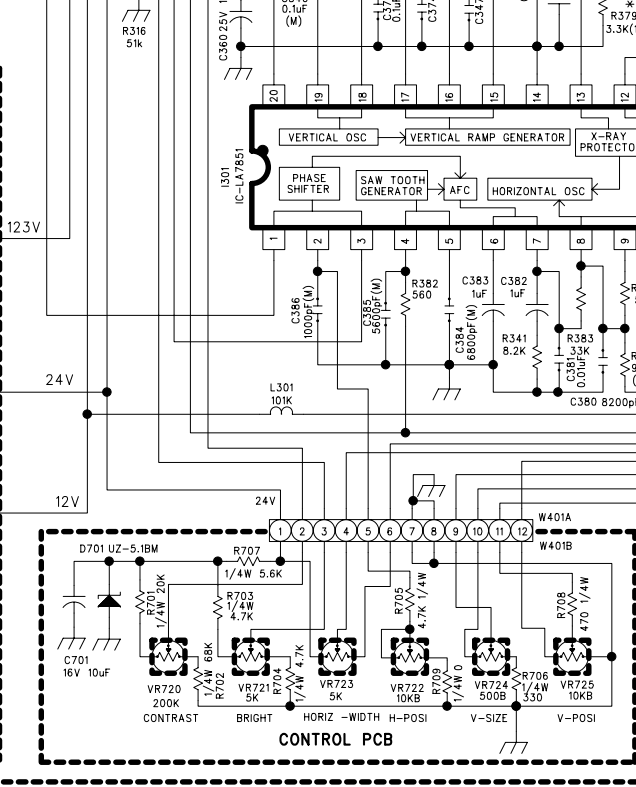 R316
51k
C360 25V
0.1uF
(M)
0.1uF
C347
R379
3.3K(
20
19
18
17
16
15
14
13
12
VERTICAL OSC
VERTICAL RAMP GENERATOR
X-RAY
PROTECTO
I301
IC-LA7851
PHASE
SHIFTER
SAW TOOTH
GENERATOR
AFC
HORIZONTAL OSC
1
2
3
4
5
6
7
8
9
123V
C386
1000pF(M)
C385
5600pF(M)
R382
560
C383
1uF
C382
1uF
C384
6800pF(M)
R341
8.2K
R383
33K
C381
0.01uF
C380 8200p
24V
L301
101K
12V
24V
1
2
3
4
5
6
7
8
9
10
11
12
W401A
W401B
D701 UZ-5.1BM
R707
1/4W 5.6K
R701
1/4W 20K
R703
1/4W
4.7K
R705
4.7K 1/4W
R708
470 1/4W
C701
16V 10uF
VR720
200K
CONTRAST
1/4W 68K
R702
VR721
5K
BRIGHT
R704
1/4W 4.7K
VR723
5K
HORIZ -WIDTH
VR722
10KB
H-POSI
R709
1/4W 0
VR724
500B
V-SIZE
R706
1/4W
330
VR725
10KB
V-POSI
CONTROL PCB